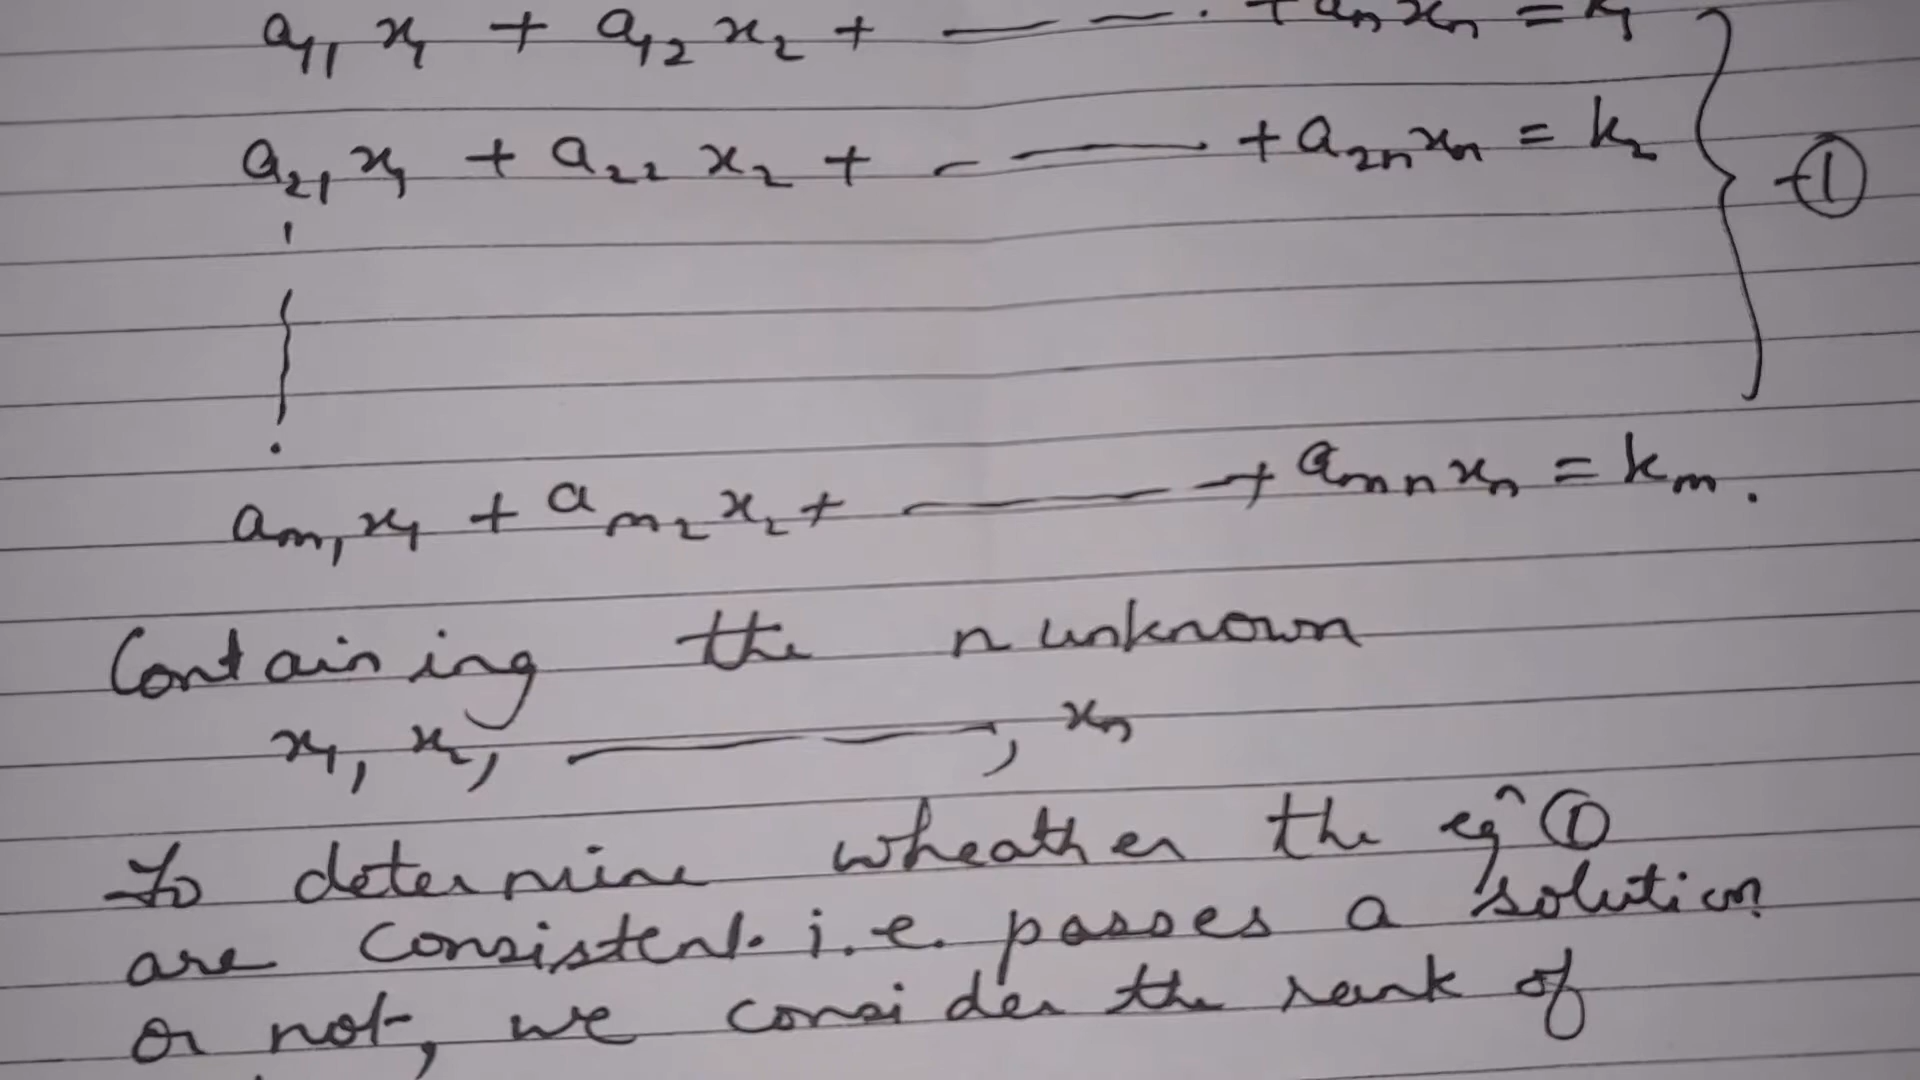 a₁₁ x₁ + a₁₂ x₂ + — — . + aₙ xₙ = k₁
a₂₁ x₁ + a₂₂ x₂ + - — + a₂ₙ xₙ = k₂ } -①
aₘ₁ x₁ + aₘ₂ x₂ + — + aₘₙ xₙ = kₘ.
Containing the n unknown
x₁, x₂, —, xₙ
To determine wheather the eqⁿ ①
are consistent. i.e. posses a solution
or not, we consider the rank of